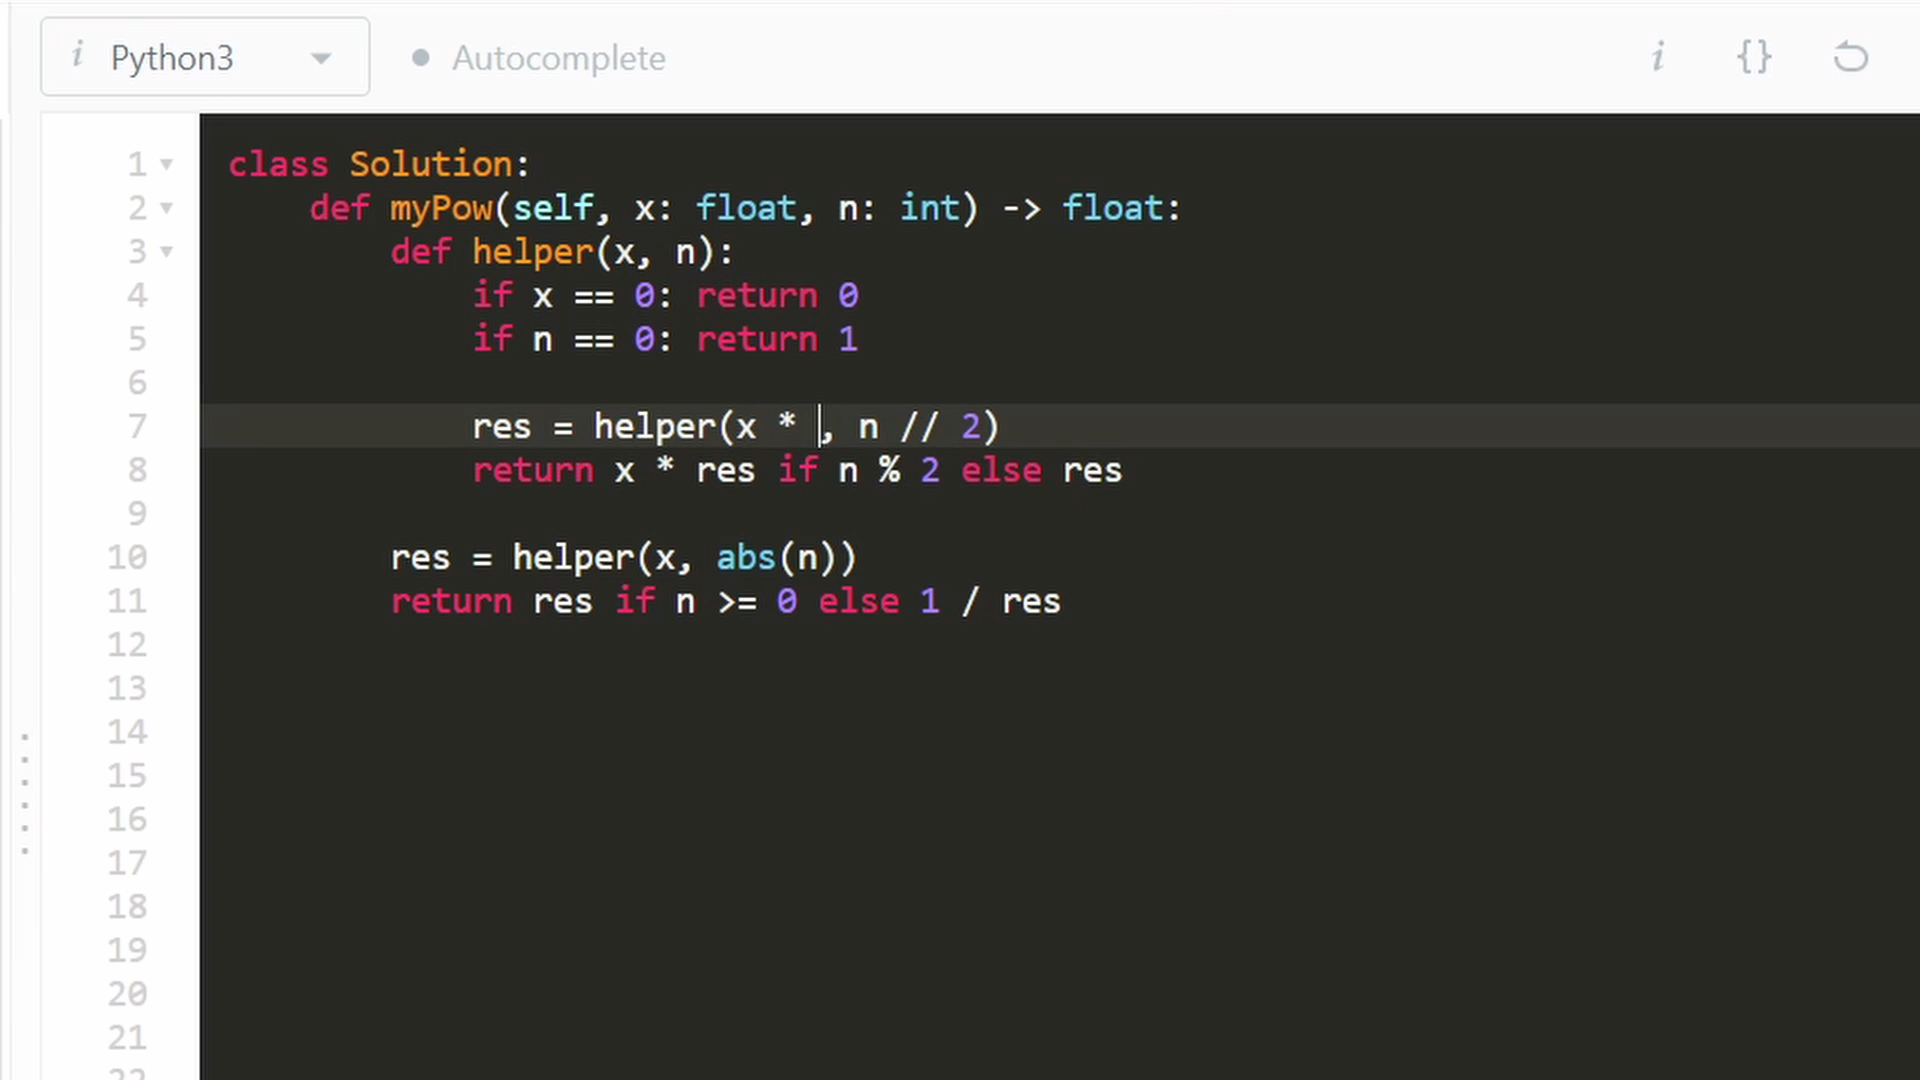 i Python3 Autocomplete i {} 
1 class Solution:
2 def myPow(self, x: float, n: int) -> float:
3 def helper(x, n):
4 if x == 0: return 0
5 if n == 0: return 1
6
7 res = helper(x * , n // 2)
8 return x * res if n % 2 else res
9
10 res = helper(x, abs(n))
11 return res if n >= 0 else 1 / res
12
13
14
15
16
17
18
19
20
21
22